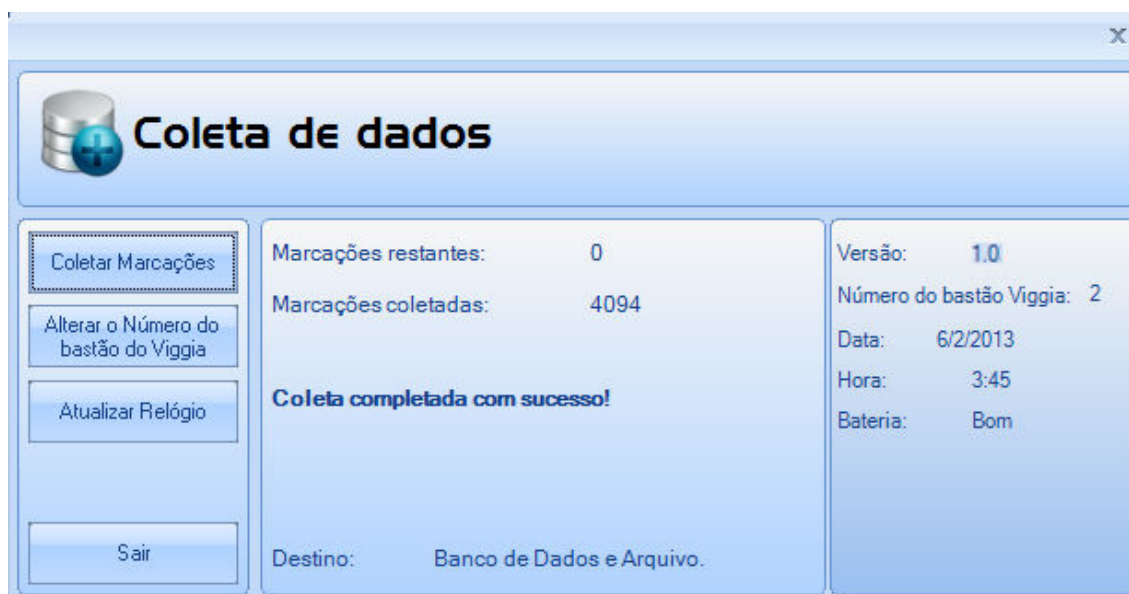 X
Coleta de dados
Coletar Marcações
Alterar o Número do
bastão do Viggia
Atualizar Relógio
Sair
Marcações restantes: 0
Marcações coletadas: 4094
Coleta completada com sucesso!
Destino: Banco de Dados e Arquivo.
Versão: 1.0
Número do bastão Viggia: 2
Data: 6/2/2013
Hora: 3:45
Bateria: Bom